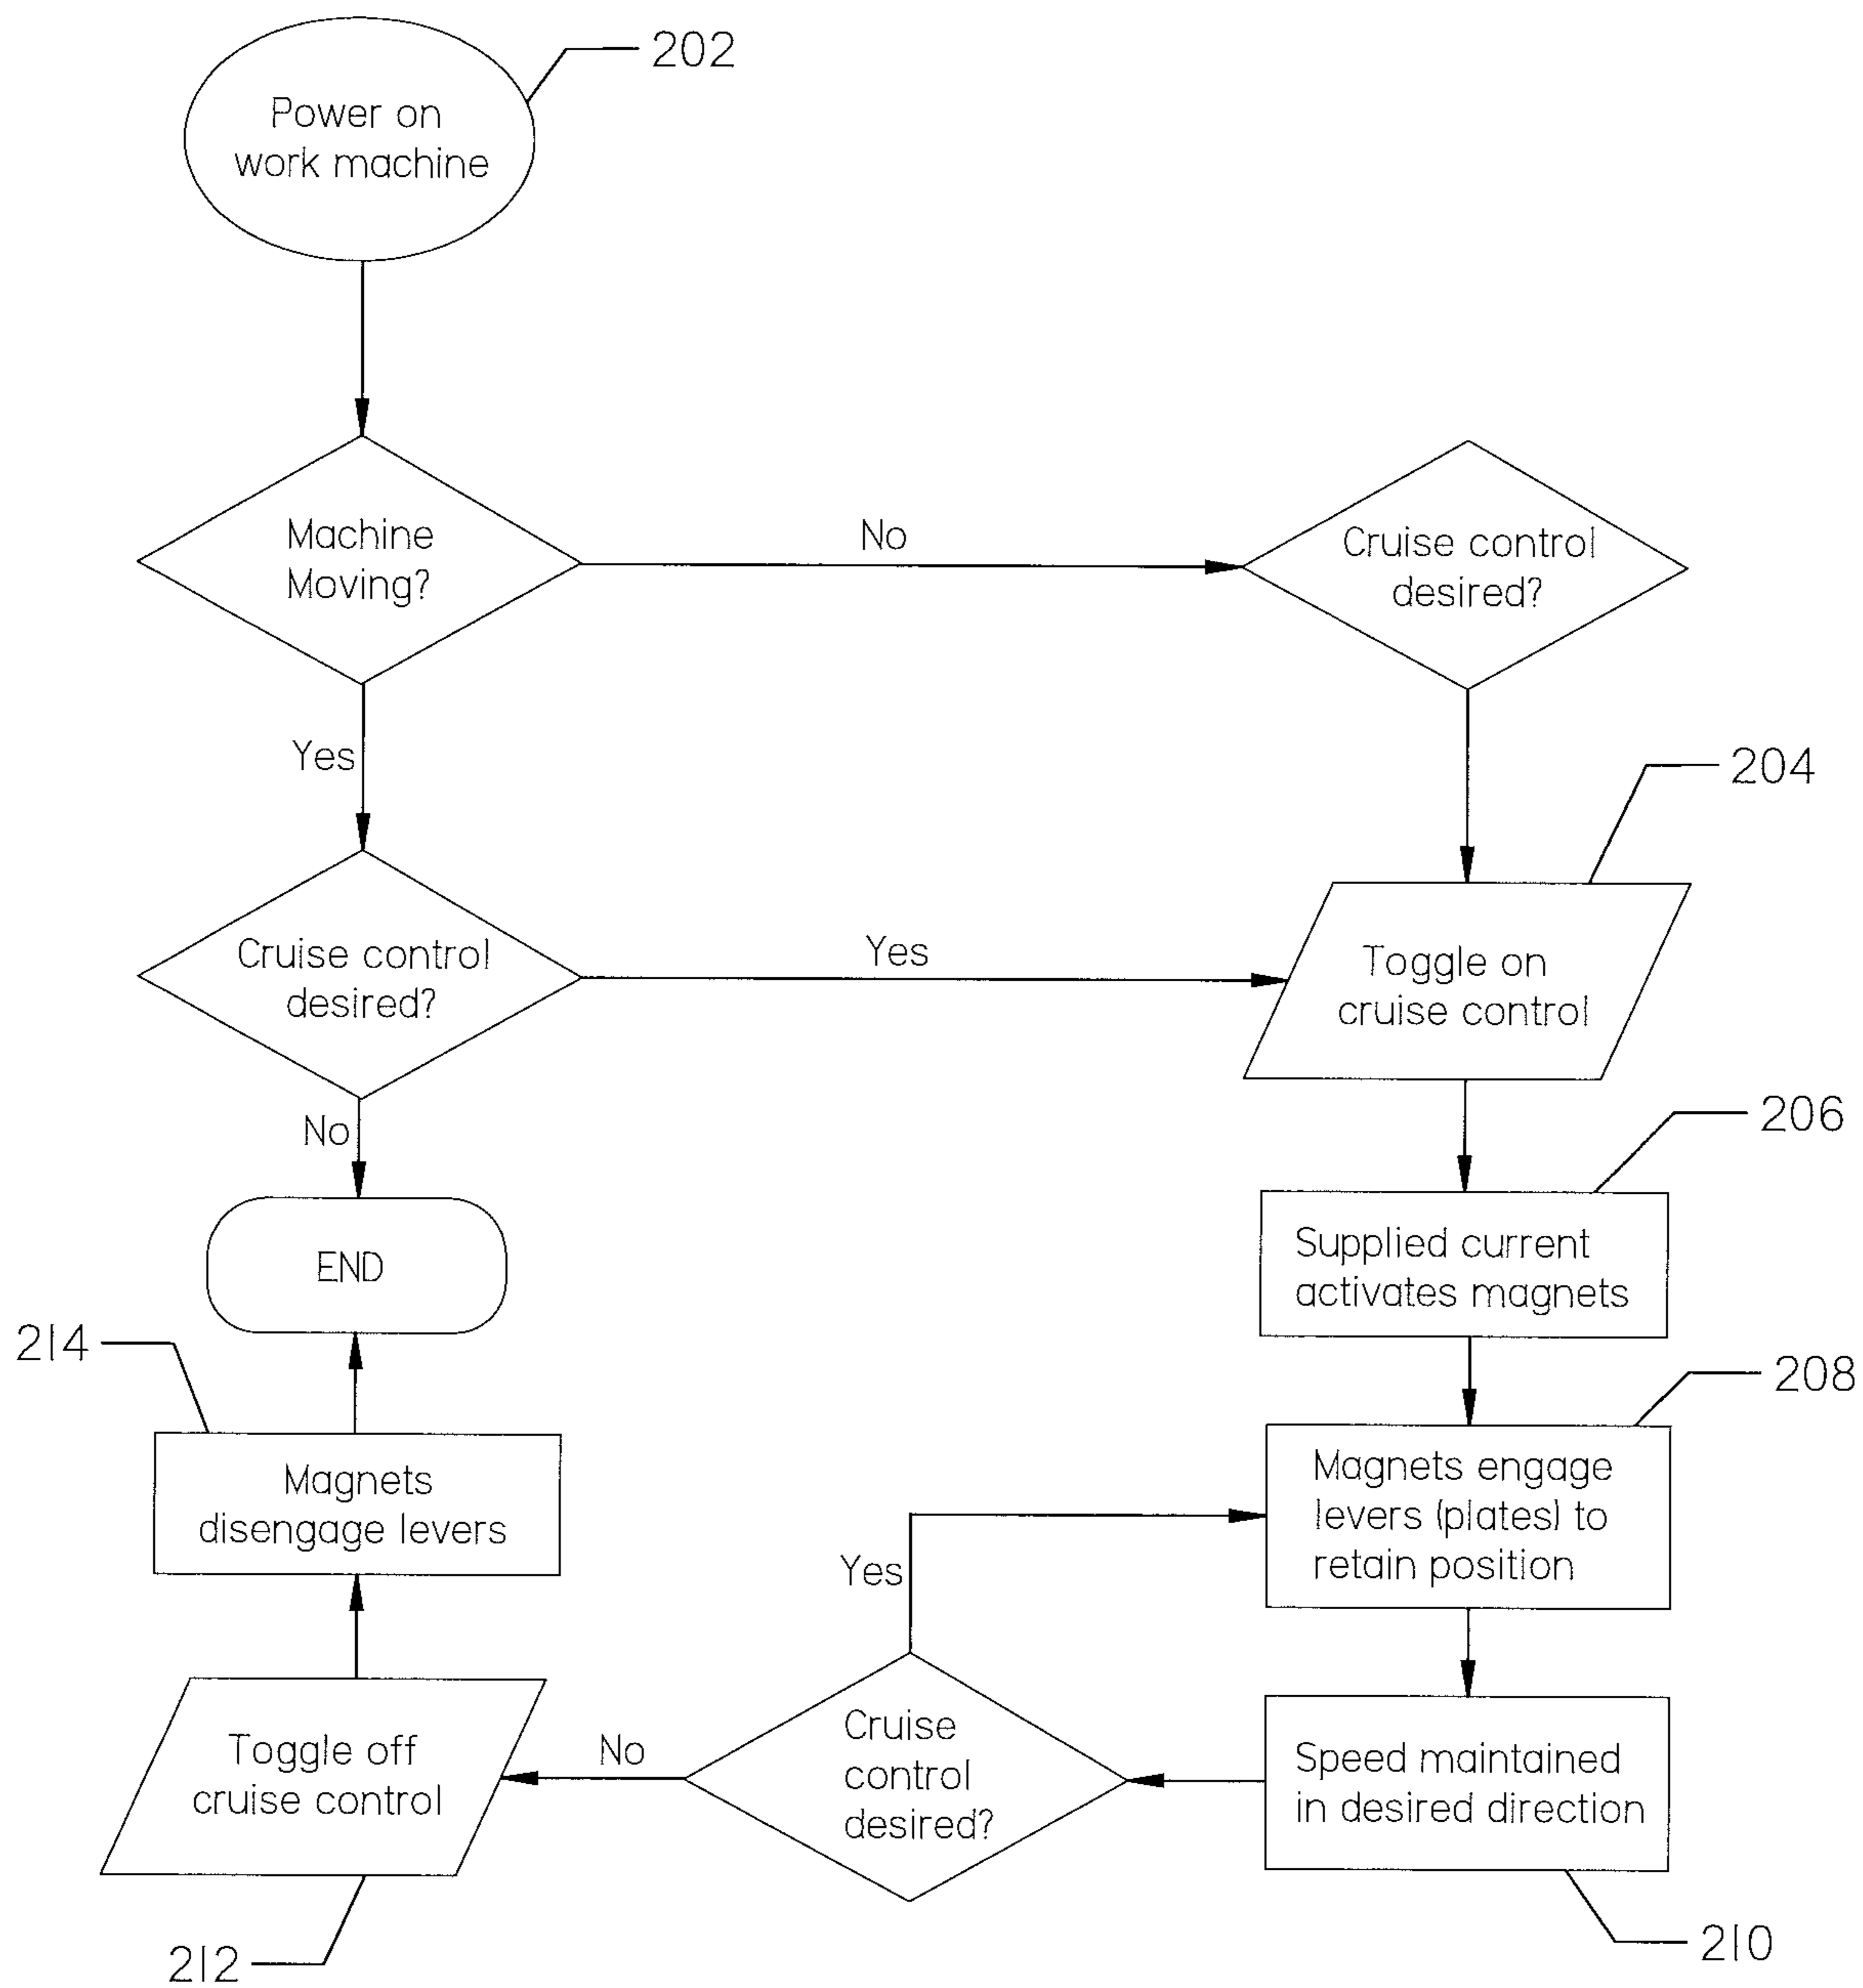 202
Power on
work machine
No
Machine
Moving?
Cruise control
desired?
Yes
204
Cruise control
desired?
Yes
Toggle on
cruise control
No
206
END
Supplied current
activates magnets
214
208
Magnets
disengage levers
Magnets engage
levers (plates) to
retain position
Yes
Toggle off
cruise control
No
Cruise
control
desired?
Speed maintained
in desired direction
212
210